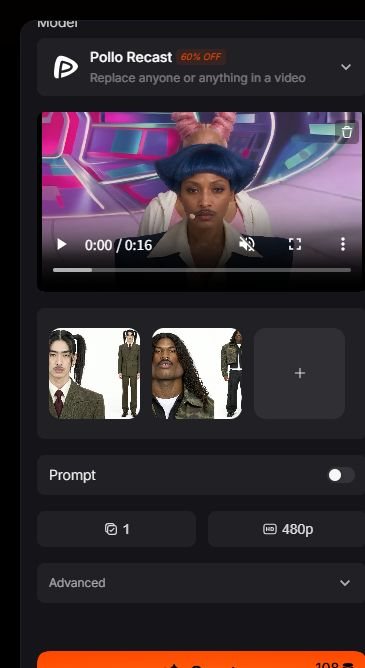 Model
Pollo Recast 60% OFF
Replace anyone or anything in a video
0:00 / 0:16
Prompt
1
HD 480p
Advanced
108